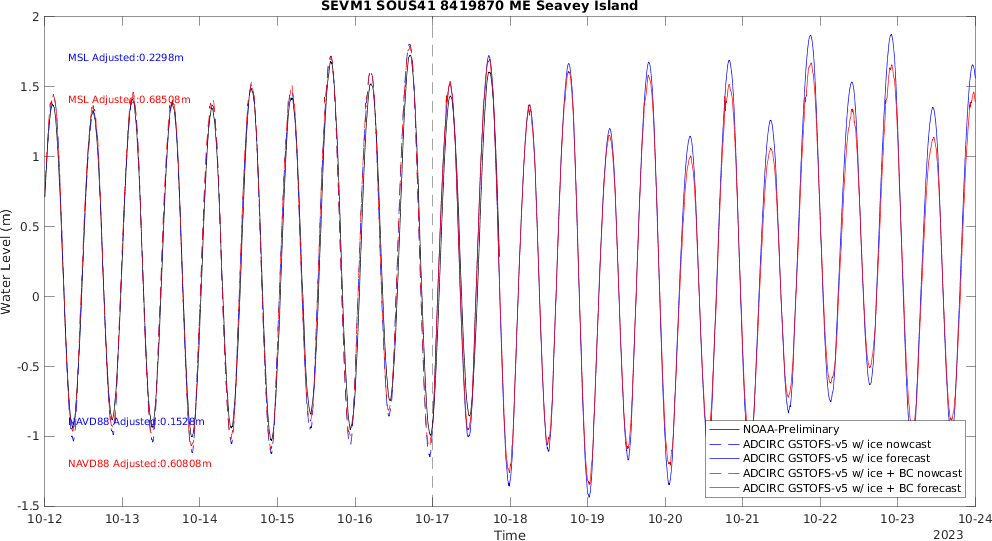 SEVM1 SOUS41 8419870 ME Seavey Island
2
1.5
1
0.5
0
-0.5
-1
-1.5
Water Level (m)
MSL Adjusted:0.2298m
MSL Adjusted:0.68508m
NAVD88 Adjusted:0.1528m
NAVD88 Adjusted:0.60808m
NOAA-Preliminary
ADCIRC GSTOFS-v5 w/ ice nowcast
ADCIRC GSTOFS-v5 w/ ice forecast
ADCIRC GSTOFS-v5 w/ ice + BC nowcast
ADCIRC GSTOFS-v5 w/ ice + BC forecast
10-12 10-13 10-14 10-15 10-16 10-17 10-18 10-19 10-20 10-21 10-22 10-23 10-24
Time
2023